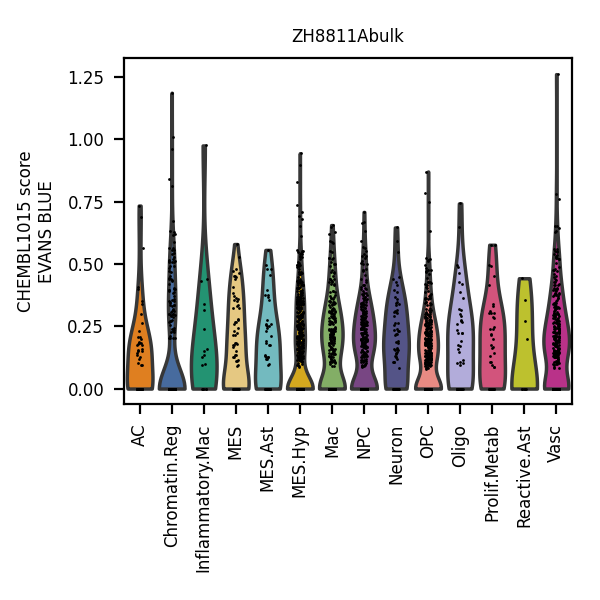 ZH8811Abulk
CHEMBL1015 score
EVANS BLUE
1.25
1.00
0.75
0.50
0.25
0.00
AC
Chromatin.Reg
Inflammatory.Mac
MES
MES.Ast
MES.Hyp
Mac
NPC
Neuron
OPC
Oligo
Prolif.Metab
Reactive.Ast
Vasc